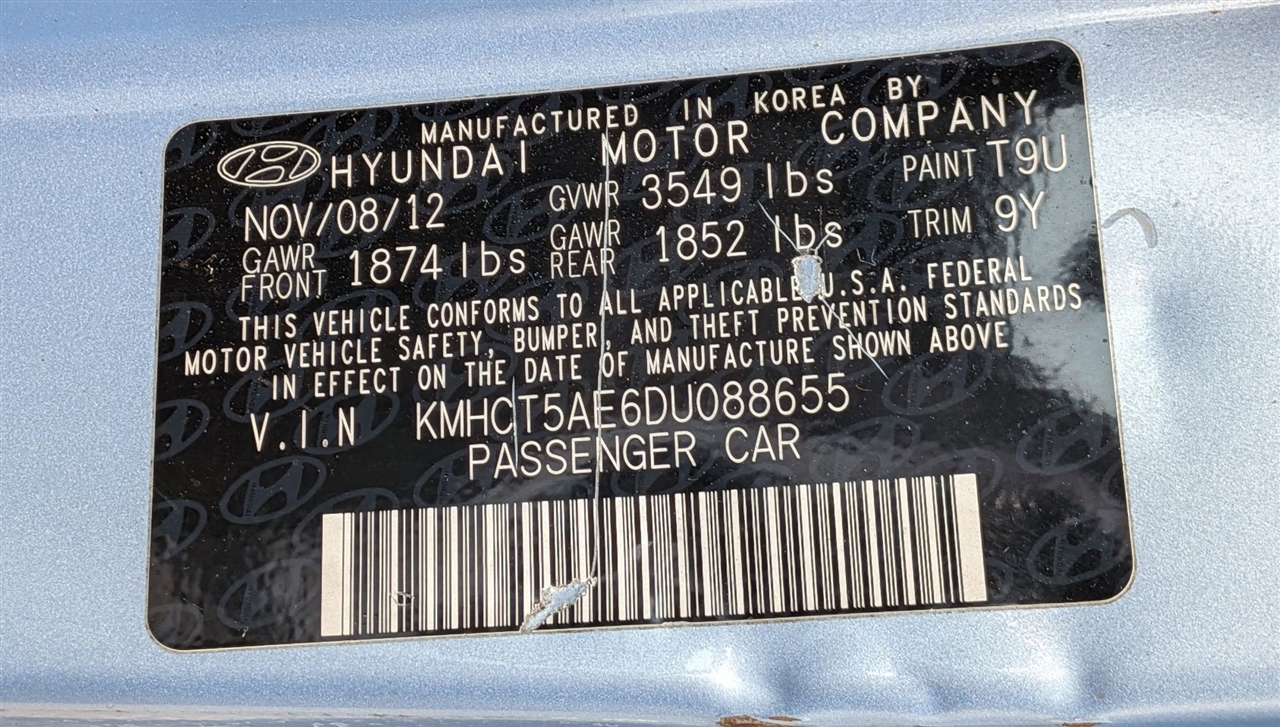 MANUFACTURED IN KOREA BY
HYUNDAI MOTOR COMPANY
NOV/08/12 GVWR 3549 lbs PAINT T9U
GAWR FRONT 1874 lbs GAWR REAR 1852 lbs TRIM 9Y
THIS VEHICLE CONFORMS TO ALL APPLICABLE U.S.A. FEDERAL
MOTOR VEHICLE SAFETY, BUMPER, AND THEFT PREVENTION STANDARDS
IN EFFECT ON THE DATE OF MANUFACTURE SHOWN ABOVE
V.I.N KMHCT5AE6DU088655
PASSENGER CAR